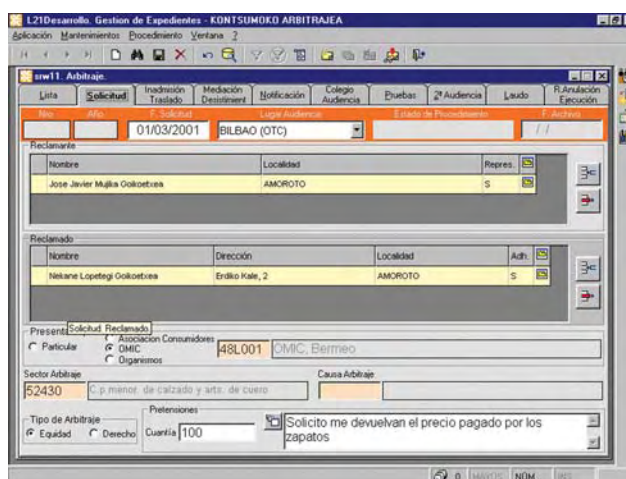 L21Desarrollo. Gestion de Expedientes - KONTSUMOKO ARBITRAJEA
Aplicación Mantenimientos Procedimiento Ventana ?
srw11. Arbitraje.
Lista Solicitud Inadmisión Traslado Mediación Desistiment Notificación Colegio Audiencia Pruebas 2ª Audiencia Laudo R.Anulación Ejecución
Nro. Año F. Solicitud Lugar Audiencia Estado de Procedimiento F. Archivo
01/03/2001 BILBAO (OTC) / /
Reclamante
Nombre Localidad Repres.
Jose Javier Mujika Goikoetxea AMOROTO S
Reclamado
Nombre Dirección Localidad Adh.
Nekane Lopetegi Goikoetxea Erdiko Kale, 2 AMOROTO S
Solicitud Reclamado
Present
Asociacion Consumidores
Particular OMIC 48L001 OMIC, Bermeo
Organismos
Sector Arbitraje Causa Arbitraje
52430 C.p.menor de calzado y arts. de cuero
Tipo de Arbitraje Pretensiones
Equidad Derecho Cuantía 100 Solicito me devuelvan el precio pagado por los
zapatos
0 MAYÚS NÚM INS